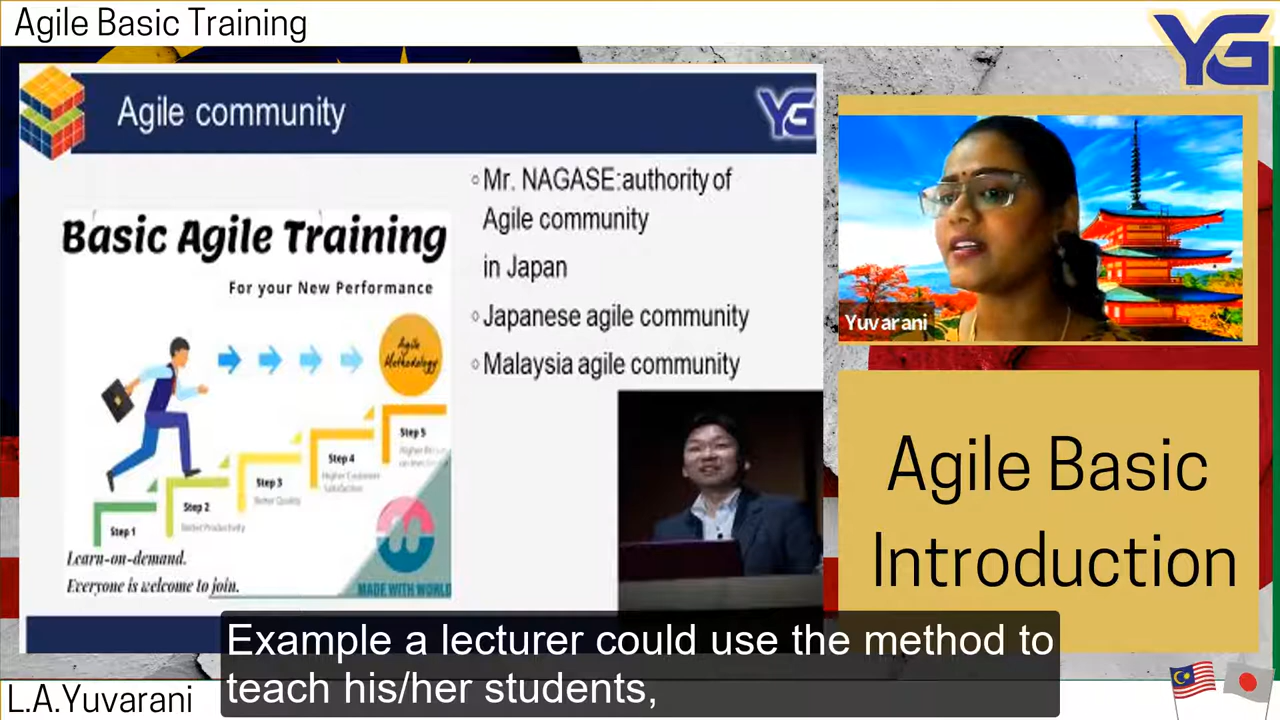 Agile Basic Training
YG
Agile community
YG
Mr. NAGASE:authority of
Agile community
in Japan
Japanese agile community
Malaysia agile community
Basic Agile Training
For your New Performance
Agile
Methodology
Step 5
Step 4
Higher Customer
Satisfaction
Step 3
Better Quality
Step 2
Better Productivity
Step 1
Learn-on-demand.
Everyone is welcome to join.
MADE WITH WORLD
Yuvarani
Agile Basic
Introduction
Example a lecturer could use the method to
teach his/her students,
L.A.Yuvarani